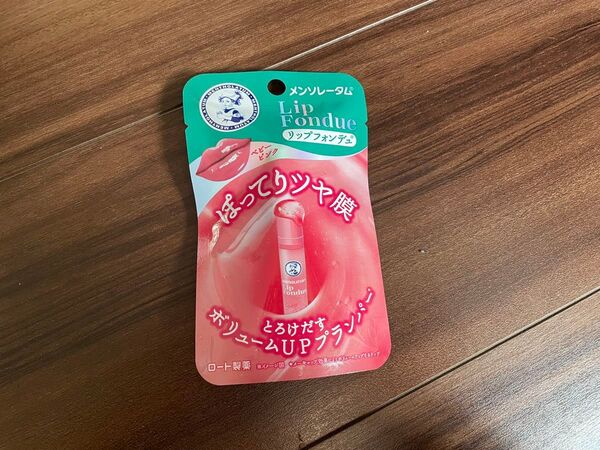 メンソレータム
Lip
Fondue
リップフォンデュ
ベビー
ピンク
ぽってりツヤ膜
Lip
Fondue
とろけだす
ボリュームUPプランパー
ロート製薬